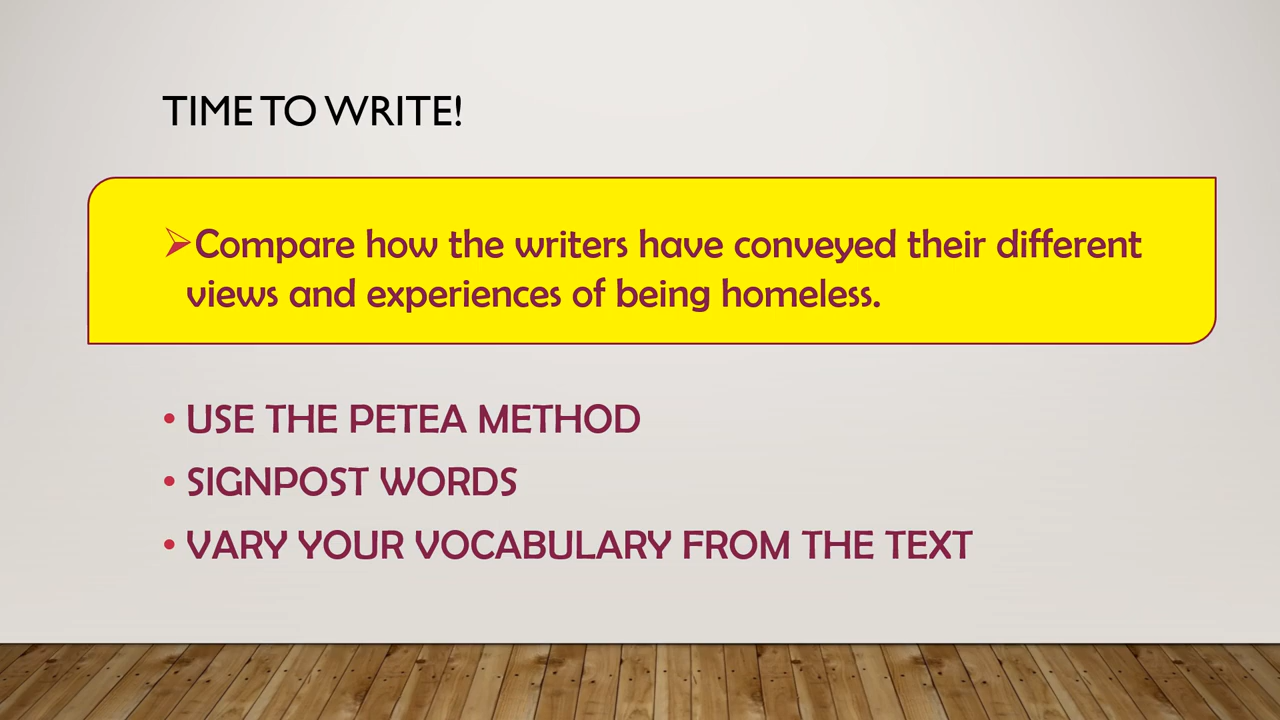 TIME TO WRITE!
➢Compare how the writers have conveyed their different
views and experiences of being homeless.
• USE THE PETEA METHOD
• SIGNPOST WORDS
• VARY YOUR VOCABULARY FROM THE TEXT